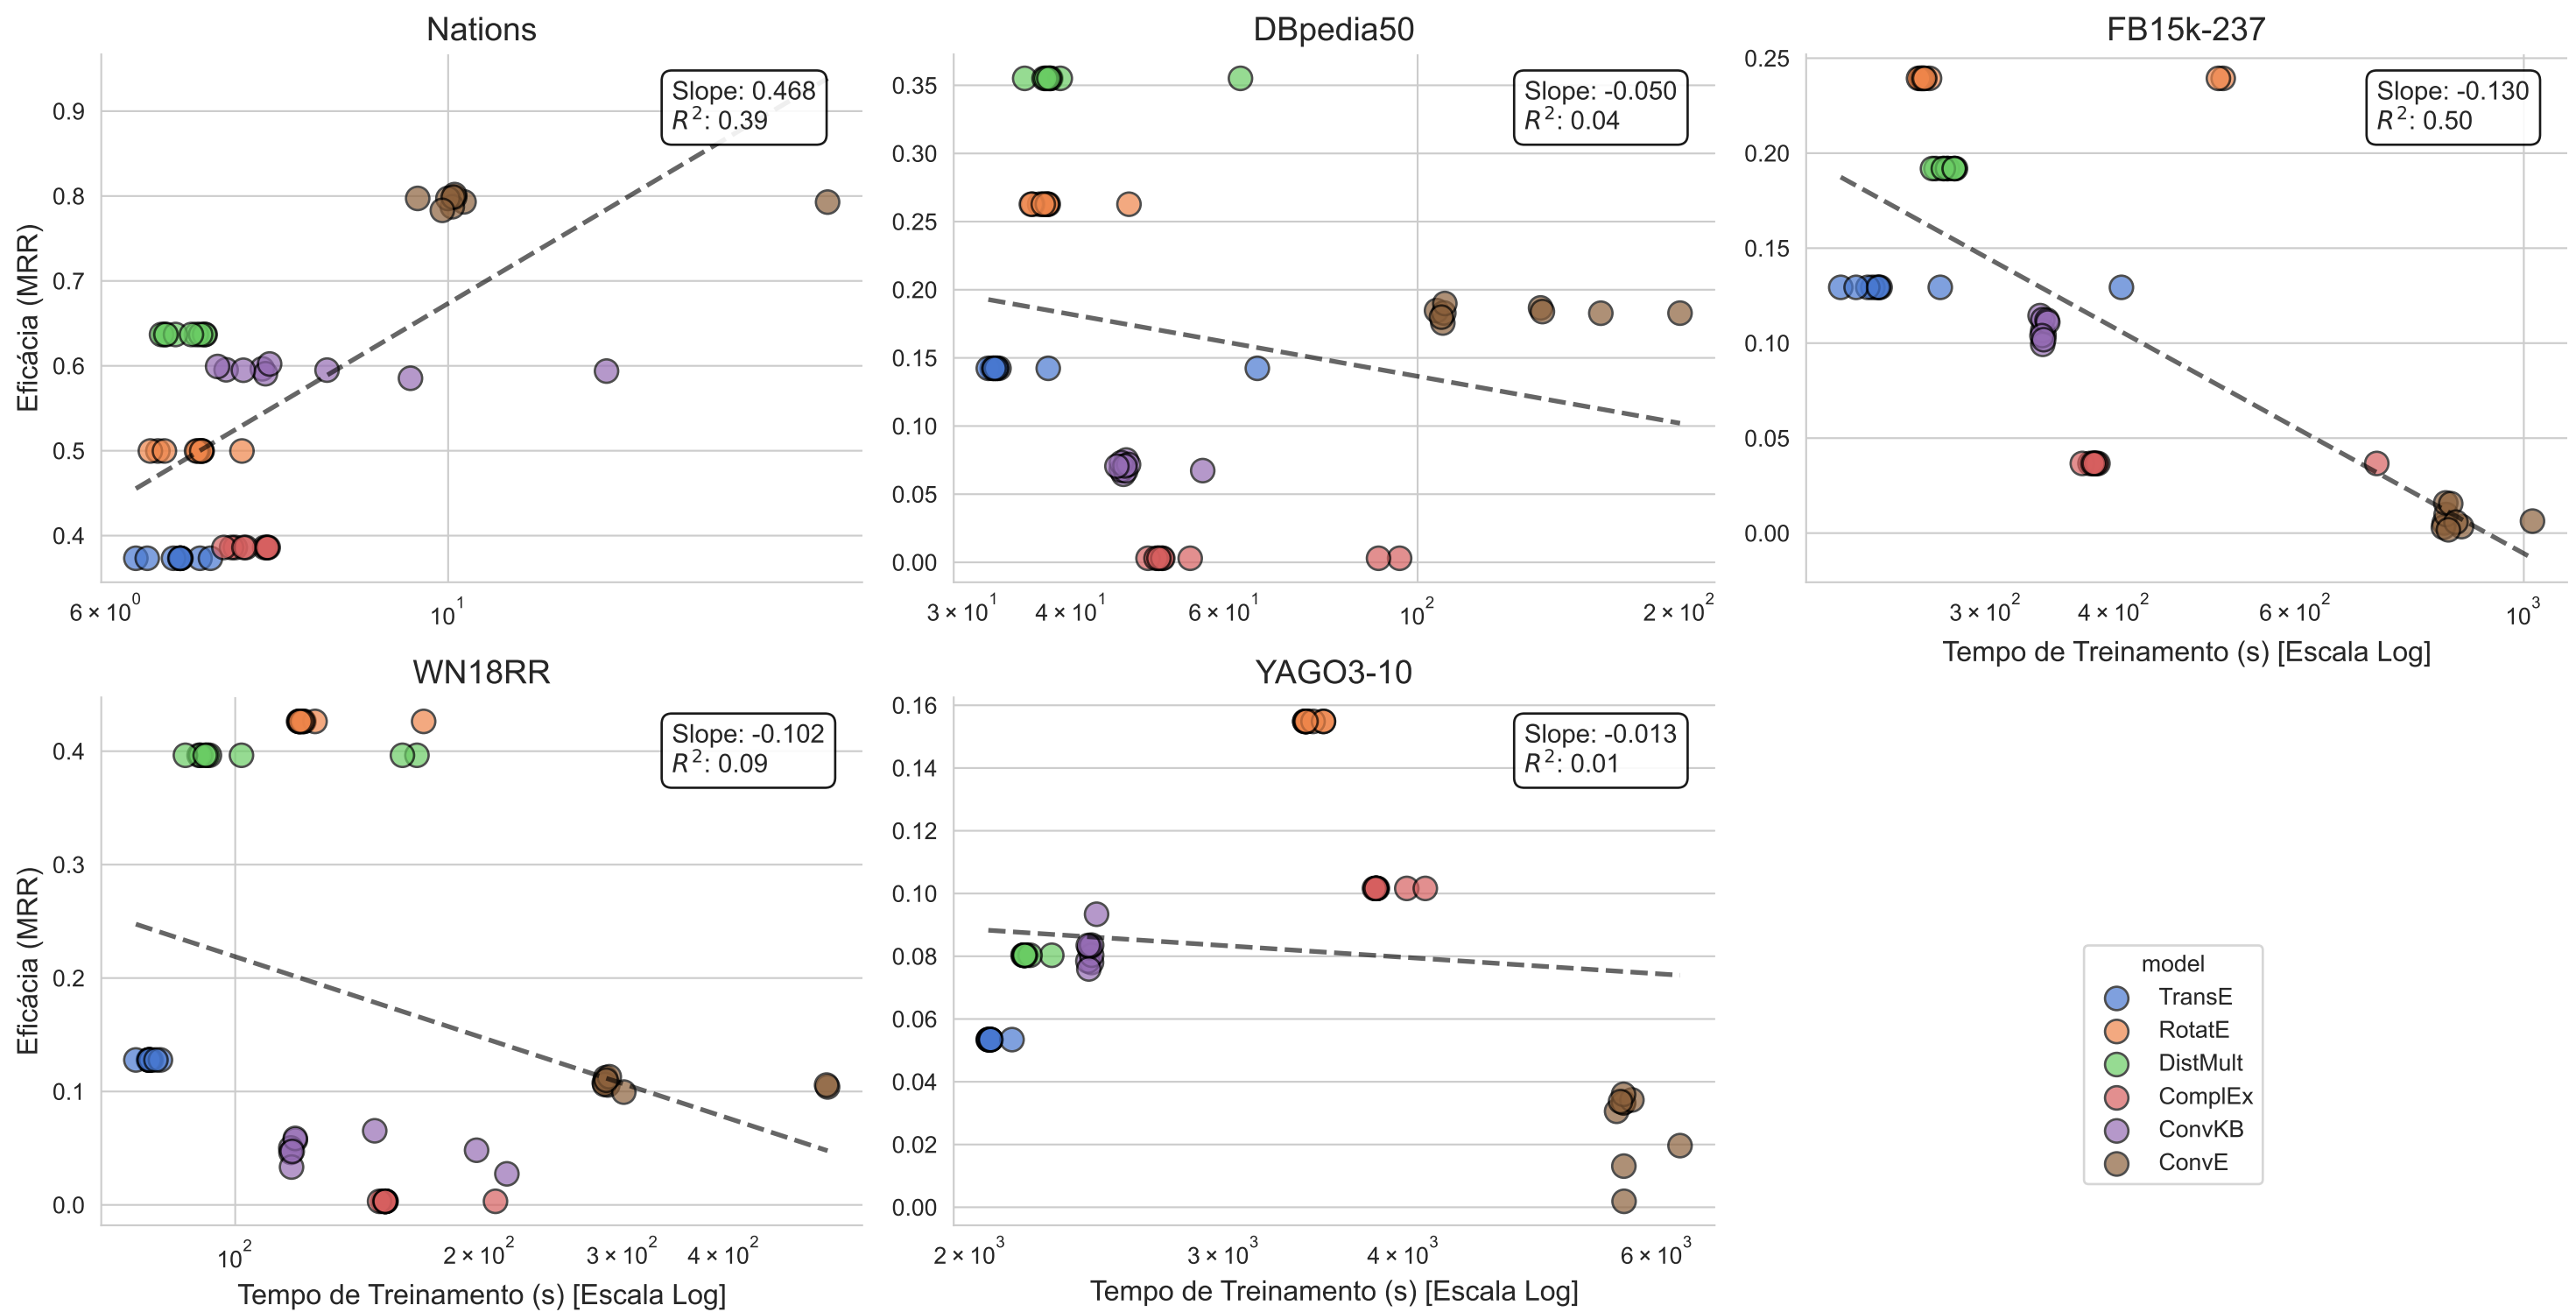 Nations
Eficácia (MRR)
0.9
0.8
0.7
0.6
0.5
0.4
Slope: 0.468
R²: 0.39
6 × 10⁰
10¹
DBpedia50
0.35
0.30
0.25
0.20
0.15
0.10
0.05
0.00
Slope: -0.050
R²: 0.04
3 × 10¹
4 × 10¹
6 × 10¹
10²
2 × 10²
FB15k-237
0.25
0.20
0.15
0.10
0.05
0.00
Slope: -0.130
R²: 0.50
3 × 10²
4 × 10²
6 × 10²
10³
Tempo de Treinamento (s) [Escala Log]
WN18RR
Eficácia (MRR)
0.4
0.3
0.2
0.1
0.0
Slope: -0.102
R²: 0.09
10²
2 × 10²
3 × 10²
4 × 10²
Tempo de Treinamento (s) [Escala Log]
YAGO3-10
0.16
0.14
0.12
0.10
0.08
0.06
0.04
0.02
0.00
Slope: -0.013
R²: 0.01
2 × 10³
3 × 10³
4 × 10³
6 × 10³
Tempo de Treinamento (s) [Escala Log]
model
TransE
RotatE
DistMult
ComplEx
ConvKB
ConvE